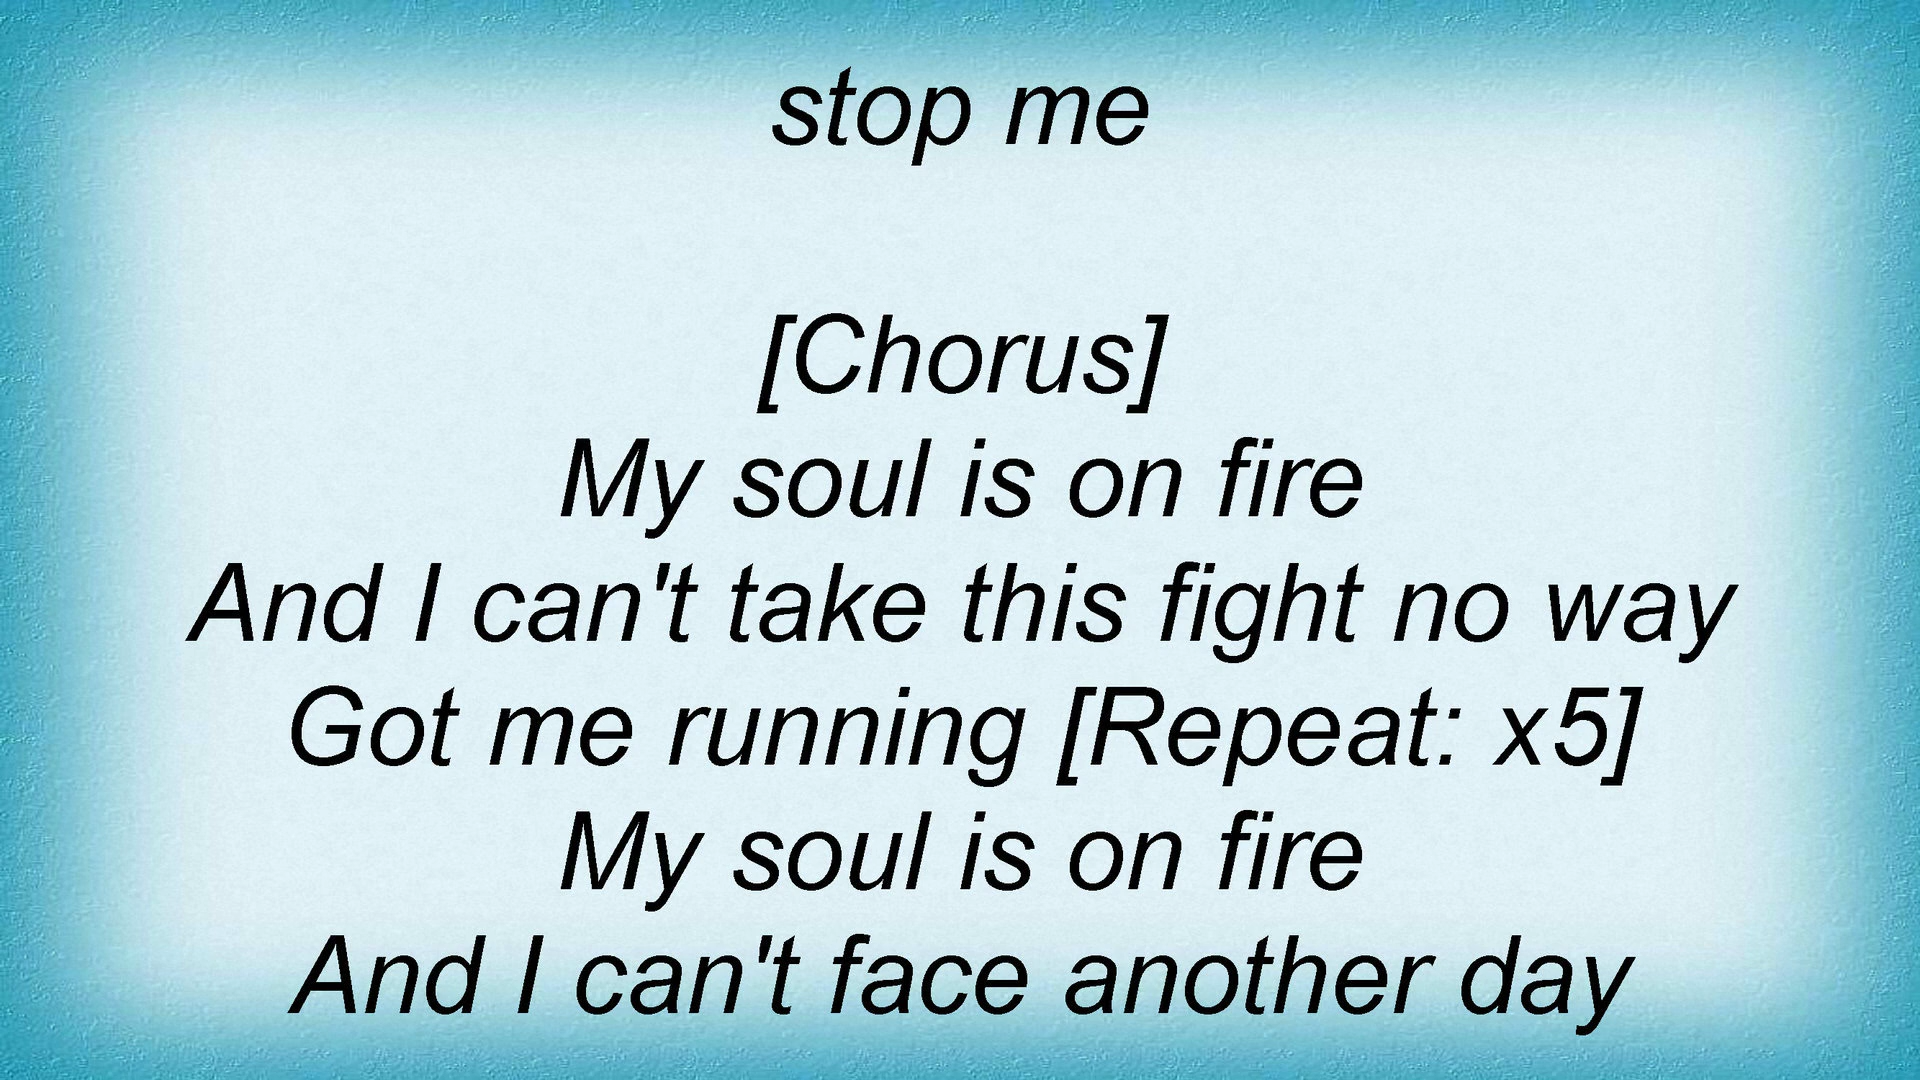 stop me
[Chorus]
My soul is on fire
And I can't take this fight no way
Got me running [Repeat: x5]
My soul is on fire
And I can't face another day